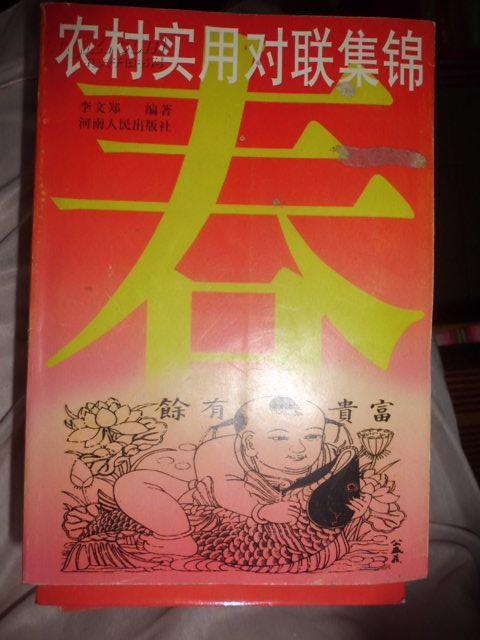 农村实用对联集锦
李文郑 编著
河南人民出版社
春
餘有 貴富